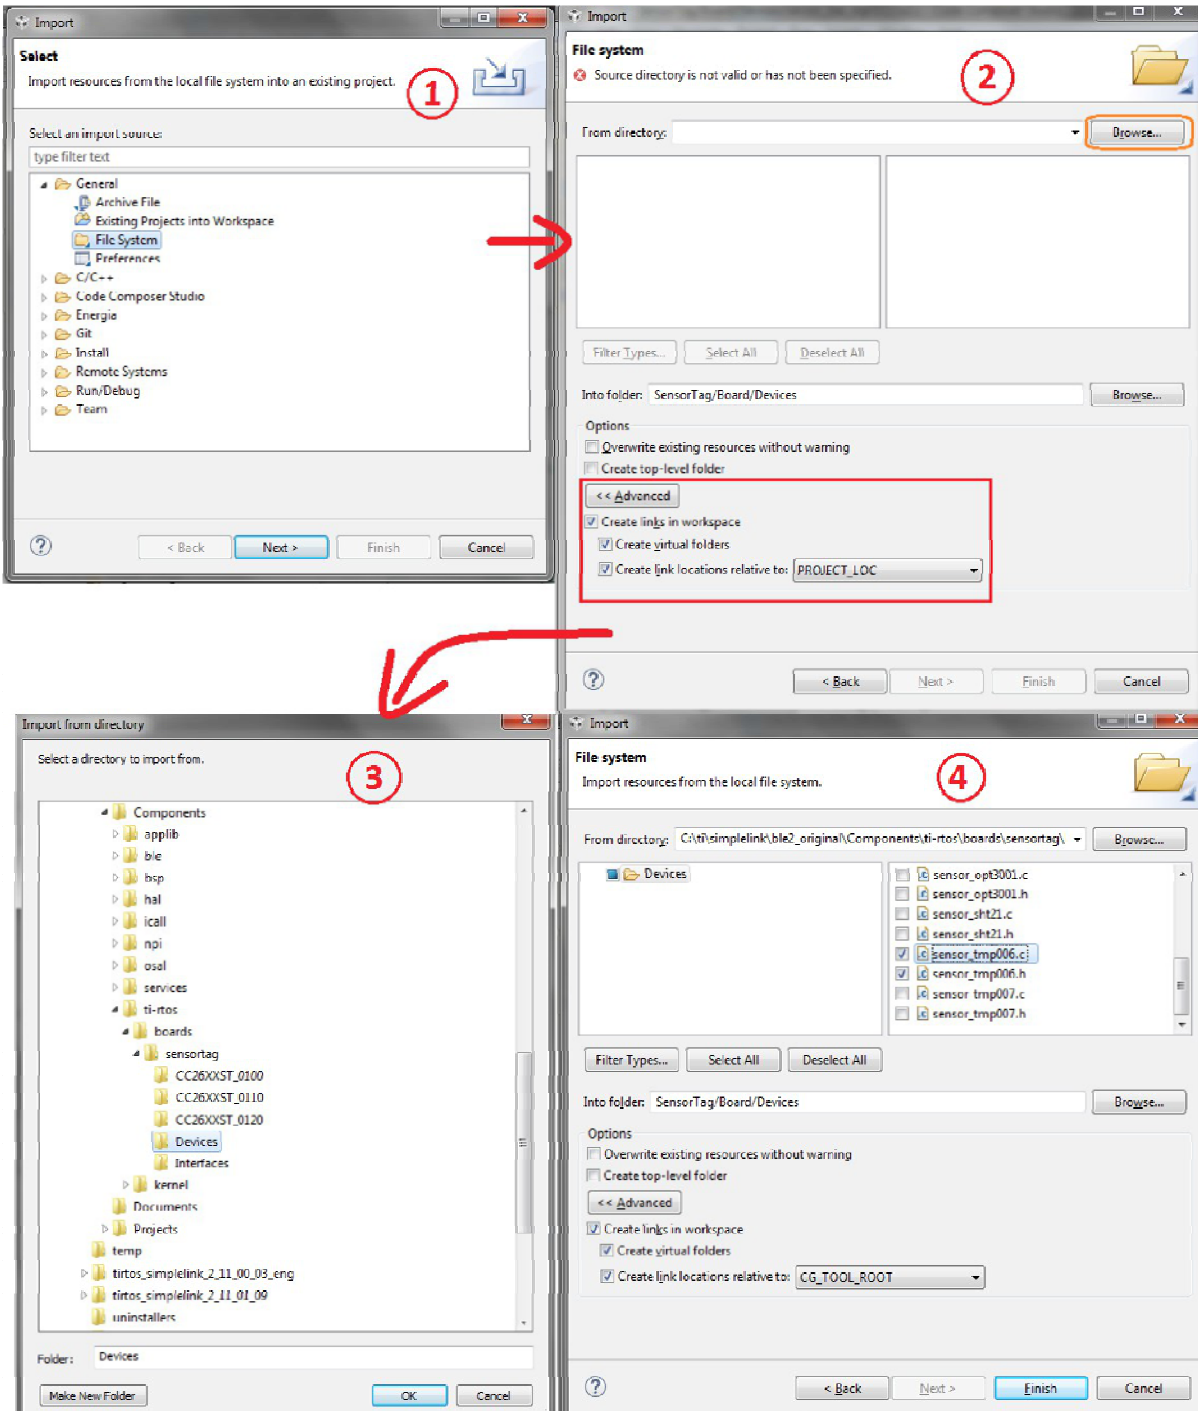 Import
Select
Import resources from the local file system into an existing project.
1
Select an import source:
type filter text
General
Archive File
Existing Projects into Workspace
File System
Preferences
C/C++
Code Composer Studio
Energia
Git
Install
Remote Systems
Run/Debug
Team
< Back
Next >
Finish
Cancel
Import
File system
Source directory is not valid or has not been specified.
2
From directory:
Browse...
Filter Types...
Select All
Deselect All
Into folder: SensorTag/Board/Devices
Browse...
Options
Overwrite existing resources without warning
Create top-level folder
<< Advanced
Create links in workspace
Create virtual folders
Create link locations relative to: PROJECT_LOC
< Back
Next >
Finish
Cancel
Import from directory
Select a directory to import from.
3
Components
applib
ble
bsp
hal
icall
npi
osal
services
ti-rtos
boards
sensortag
CC26XXST_0100
CC26XXST_0110
CC26XXST_0120
Devices
Interfaces
kernel
Documents
Projects
temp
tirtos_simplelink_2_11_00_03_eng
tirtos_simplelink_2_11_01_09
uninstallers
Folder: Devices
Make New Folder
OK
Cancel
Import
File system
Import resources from the local file system.
4
From directory: C:\ti\simplelink\ble2_original\Components\ti-rtos\boards\sensortag\
Browse...
Devices
sensor_opt3001.c
sensor_opt3001.h
sensor_sht21.c
sensor_sht21.h
sensor_tmp006.c
sensor_tmp006.h
sensor_tmp007.c
sensor_tmp007.h
Filter Types...
Select All
Deselect All
Into folder: SensorTag/Board/Devices
Browse...
Options
Overwrite existing resources without warning
Create top-level folder
<< Advanced
Create links in workspace
Create virtual folders
Create link locations relative to: CG_TOOL_ROOT
< Back
Next >
Finish
Cancel